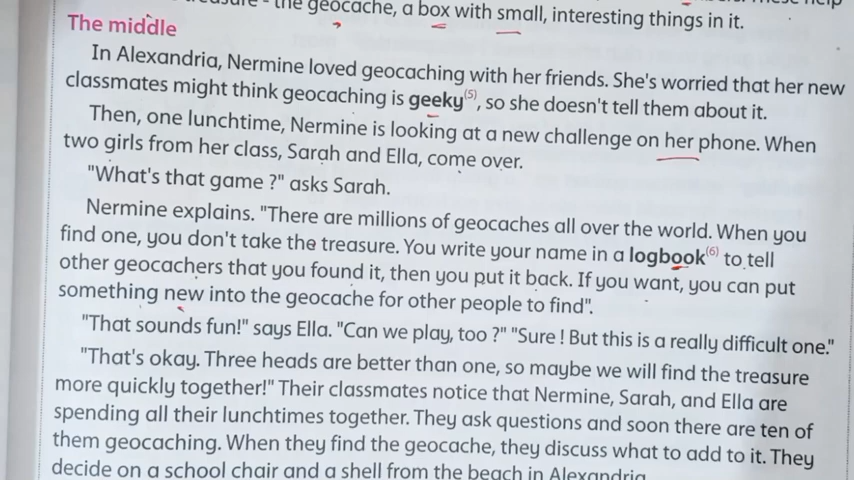 the geocache, a box with small, interesting things in it.
The middle
In Alexandria, Nermine loved geocaching with her friends. She's worried that her new
classmates might think geocaching is geeky(5), so she doesn't tell them about it.
Then, one lunchtime, Nermine is looking at a new challenge on her phone. When
two girls from her class, Sarah and Ella, come over.
"What's that game ?" asks Sarah.
Nermine explains. "There are millions of geocaches all over the world. When you
find one, you don't take the treasure. You write your name in a logbook(6) to tell
other geocachers that you found it, then you put it back. If you want, you can put
something new into the geocache for other people to find".
"That sounds fun!" says Ella. "Can we play, too ?" "Sure ! But this is a really difficult one."
"That's okay. Three heads are better than one, so maybe we will find the treasure
more quickly together!" Their classmates notice that Nermine, Sarah, and Ella are
spending all their lunchtimes together. They ask questions and soon there are ten of
them geocaching. When they find the geocache, they discuss what to add to it. They
decide on a school chair and a shell from the beach in Alexandria.